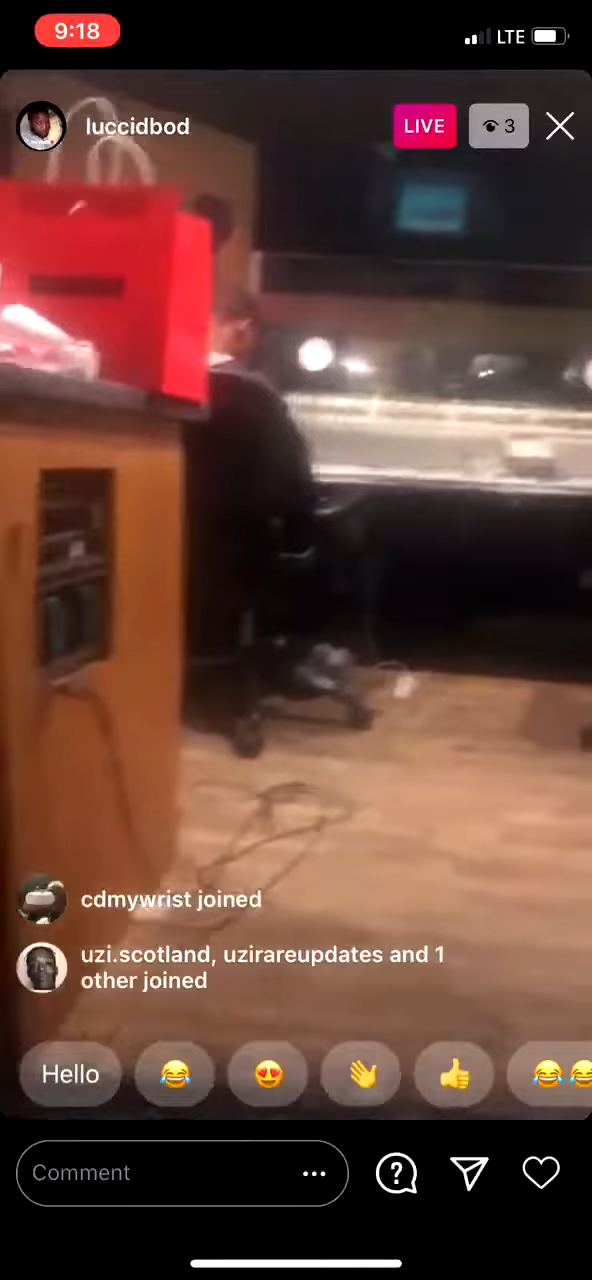 9:18
LTE
luccidbod
LIVE
3
cdmywrist joined
uzi.scotland, uzirareupdates and 1
other joined
Hello
Comment